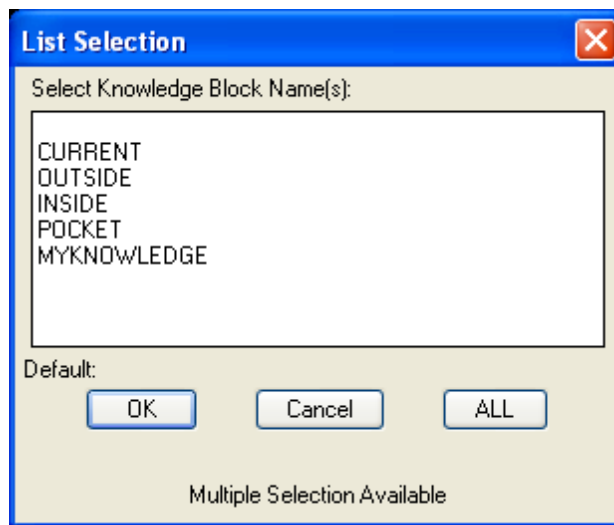 List Selection
Select Knowledge Block Name(s):
CURRENT
OUTSIDE
INSIDE
POCKET
MYKNOWLEDGE
Default:
OK Cancel ALL
Multiple Selection Available